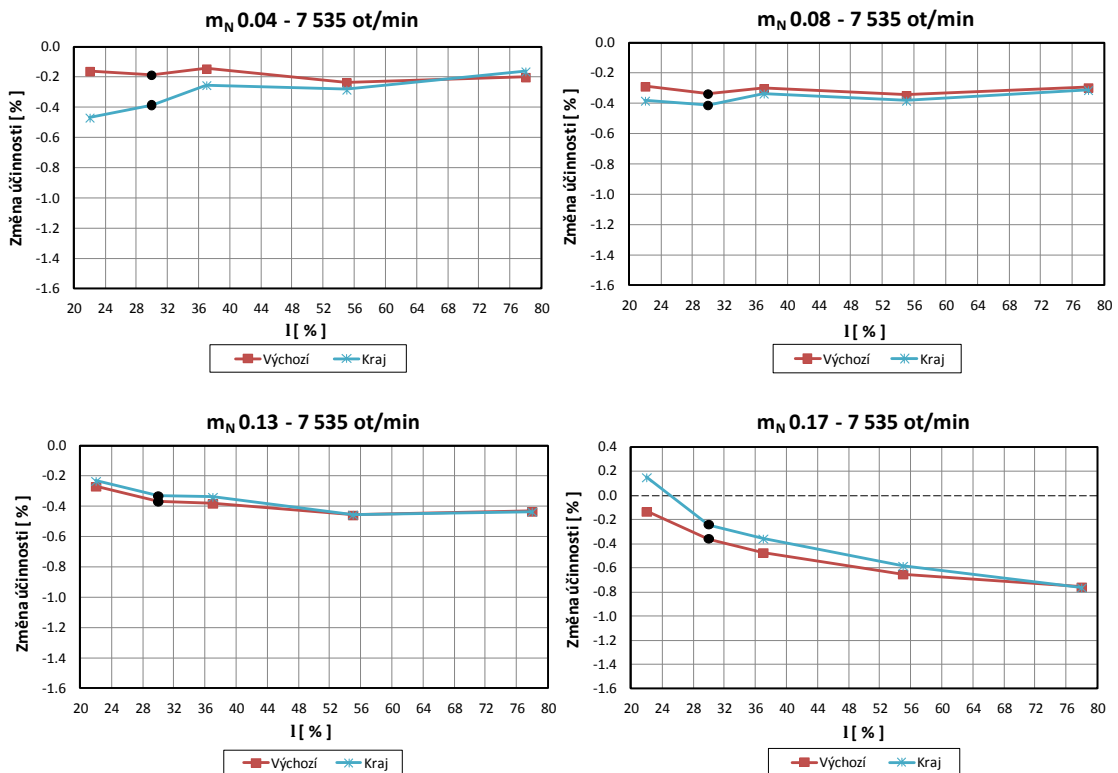 m_N 0.04 - 7 535 ot/min
Změna účinnosti [ % ]
0.0
-0.2
-0.4
-0.6
-0.8
-1.0
-1.2
-1.4
-1.6
20 24 28 32 36 40 44 48 52 56 60 64 68 72 76 80
l [ % ]
Výchozí Kraj
m_N 0.08 - 7 535 ot/min
Změna účinnosti [ % ]
0.0
-0.2
-0.4
-0.6
-0.8
-1.0
-1.2
-1.4
-1.6
20 24 28 32 36 40 44 48 52 56 60 64 68 72 76 80
l [ % ]
Výchozí Kraj
m_N 0.13 - 7 535 ot/min
Změna účinnosti [ % ]
0.0
-0.2
-0.4
-0.6
-0.8
-1.0
-1.2
-1.4
-1.6
20 24 28 32 36 40 44 48 52 56 60 64 68 72 76 80
l [ % ]
Výchozí Kraj
m_N 0.17 - 7 535 ot/min
Změna účinnosti [ % ]
0.4
0.2
0.0
-0.2
-0.4
-0.6
-0.8
-1.0
-1.2
-1.4
-1.6
20 24 28 32 36 40 44 48 52 56 60 64 68 72 76 80
l [ % ]
Výchozí Kraj